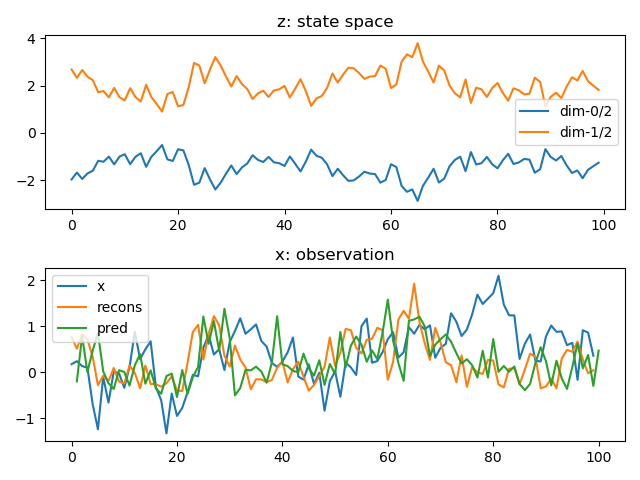 z: state space
4
2
0
−2
dim-0/2
dim-1/2
0 20 40 60 80 100
x: observation
2
1
0
−1
x
recons
pred
0 20 40 60 80 100